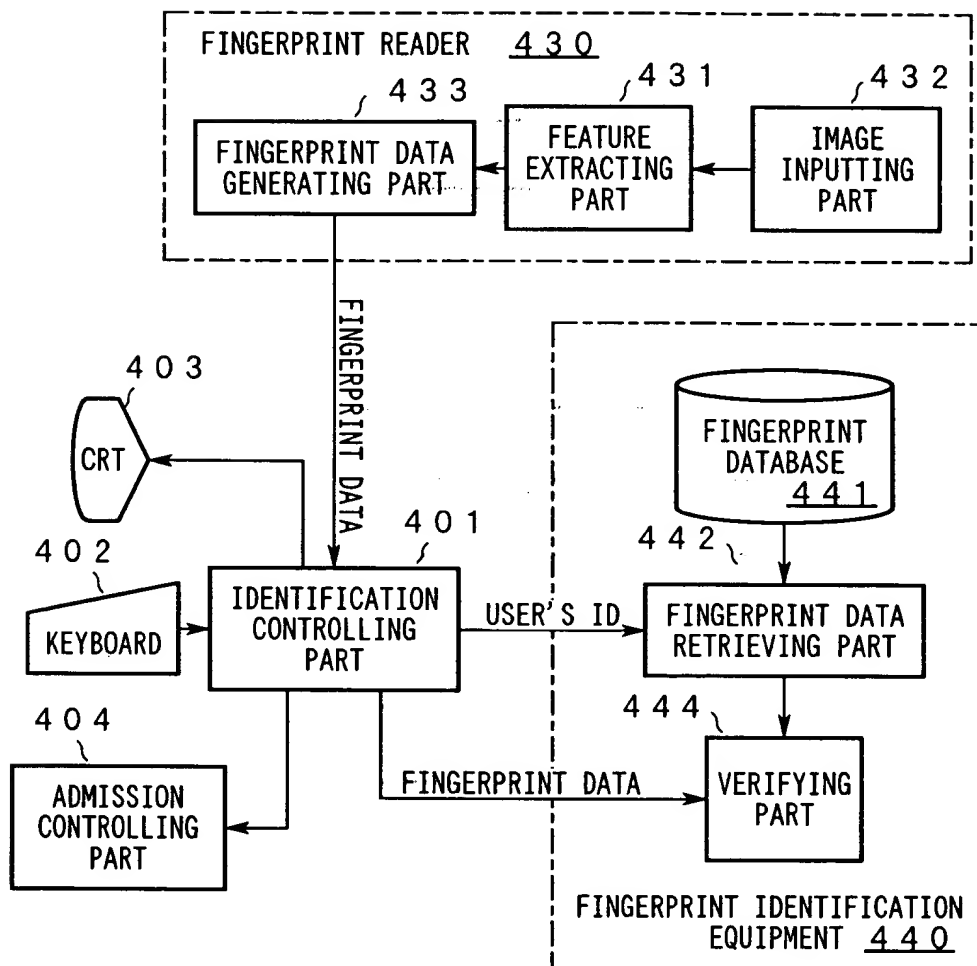 FINGERPRINT READER 430
433
431
432
FINGERPRINT DATA
GENERATING PART
FEATURE
EXTRACTING
PART
IMAGE
INPUTTING
PART
FINGERPRINT DATA
403
CRT
FINGERPRINT
DATABASE
441
401
402
442
KEYBOARD
IDENTIFICATION
CONTROLLING
PART
USER'S ID
FINGERPRINT DATA
RETRIEVING PART
404
444
ADMISSION
CONTROLLING
PART
FINGERPRINT DATA
VERIFYING
PART
FINGERPRINT IDENTIFICATION
EQUIPMENT 440